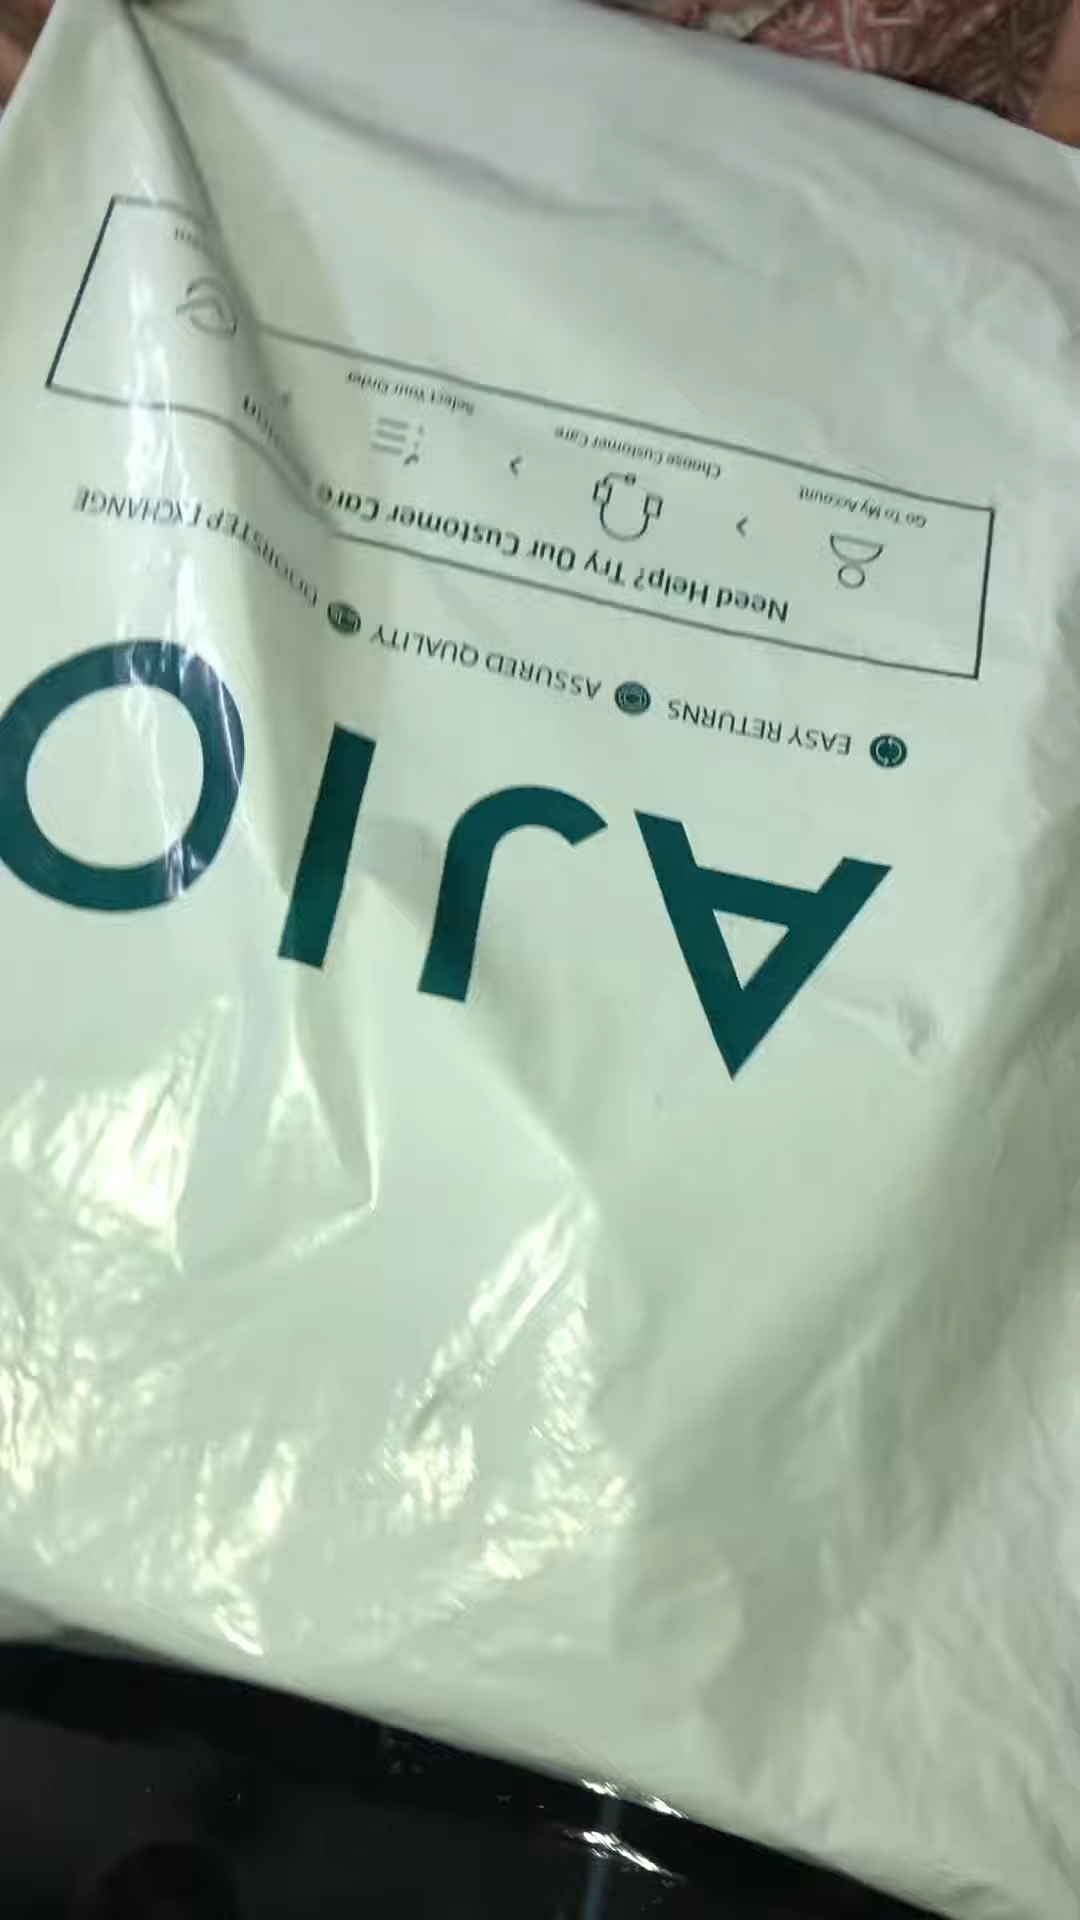 AJIO
EASY RETURNS ASSURED QUALITY DOORSTEP EXCHANGE
Need Help? Try Our Customer Care
Go To My Account > Choose Customer Care > Select Your Order